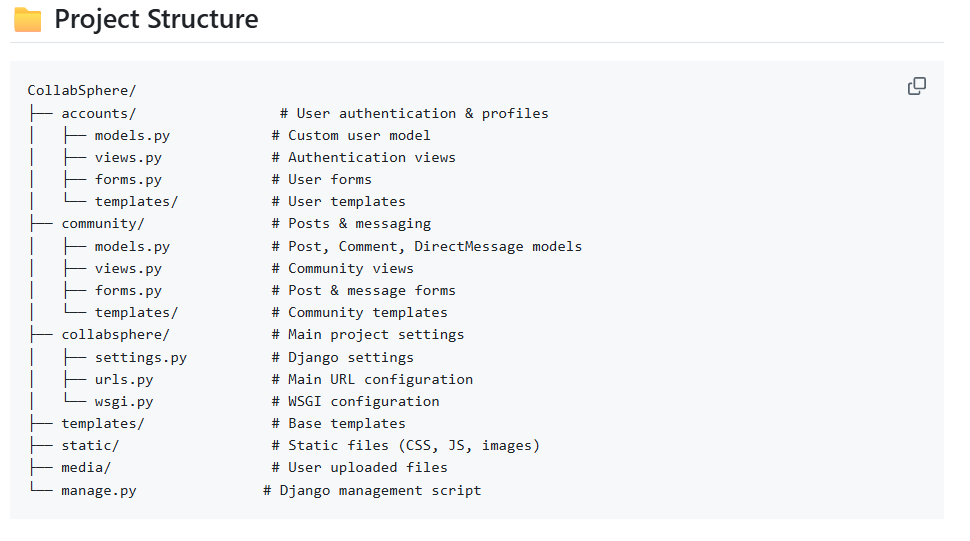 Project Structure
CollabSphere/
├── accounts/                 # User authentication & profiles
│   ├── models.py            # Custom user model
│   ├── views.py             # Authentication views
│   ├── forms.py             # User forms
│   └── templates/           # User templates
├── community/               # Posts & messaging
│   ├── models.py            # Post, Comment, DirectMessage models
│   ├── views.py             # Community views
│   ├── forms.py             # Post & message forms
│   └── templates/           # Community templates
├── collabsphere/            # Main project settings
│   ├── settings.py          # Django settings
│   ├── urls.py              # Main URL configuration
│   └── wsgi.py              # WSGI configuration
├── templates/               # Base templates
├── static/                  # Static files (CSS, JS, images)
├── media/                   # User uploaded files
└── manage.py               # Django management script